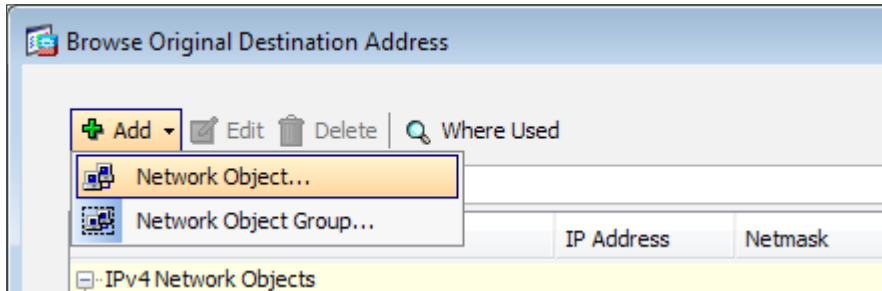 Browse Original Destination Address
Add Edit Delete Where Used
Network Object...
Network Object Group...
IP Address Netmask
IPv4 Network Objects